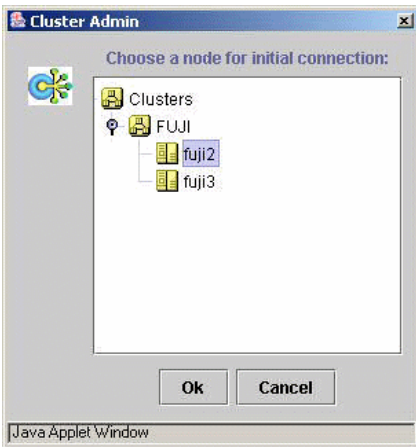 Cluster Admin
Choose a node for initial connection:
Clusters
FUJI
fuji2
fuji3
Ok Cancel
Java Applet Window